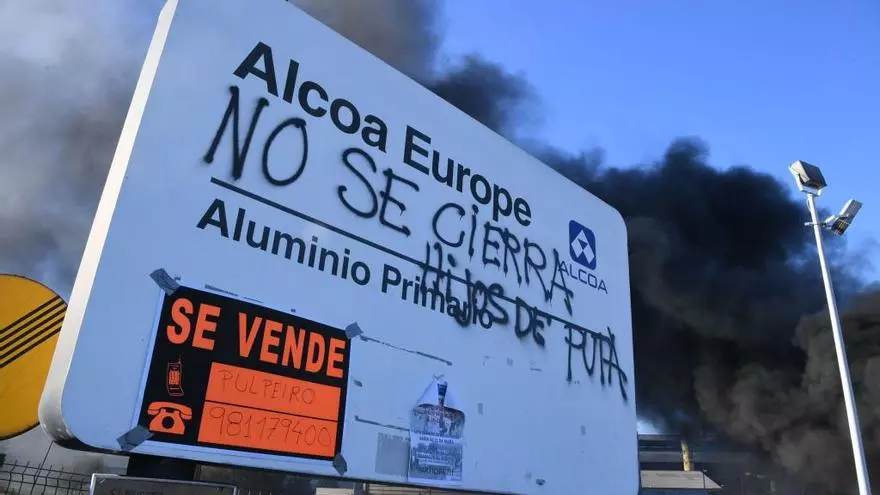 Alcoa Europe
NO SE CIERRA
Aluminio Primario
HIJOS DE PUTA
ALCOA
SE VENDE
PULPEIRO
981179400